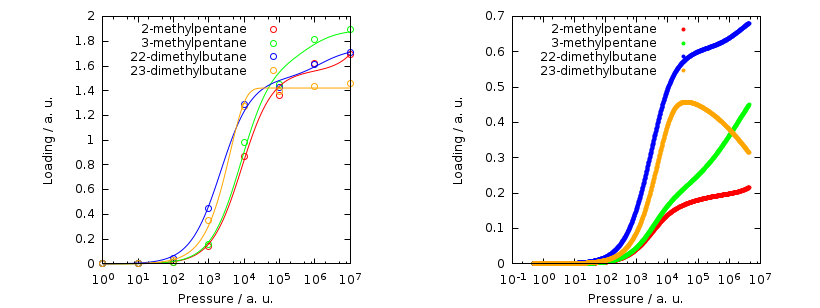 2
1.8
1.6
1.4
1.2
1
0.8
0.6
0.4
0.2
0
10^0 10^1 10^2 10^3 10^4 10^5 10^6 10^7
Loading / a. u.
Pressure / a. u.
2-methylpentane
3-methylpentane
22-dimethylbutane
23-dimethylbutane
0.7
0.6
0.5
0.4
0.3
0.2
0.1
0
10^-1 10^0 10^1 10^2 10^3 10^4 10^5 10^6 10^7
Loading / a. u.
Pressure / a. u.
2-methylpentane
3-methylpentane
22-dimethylbutane
23-dimethylbutane